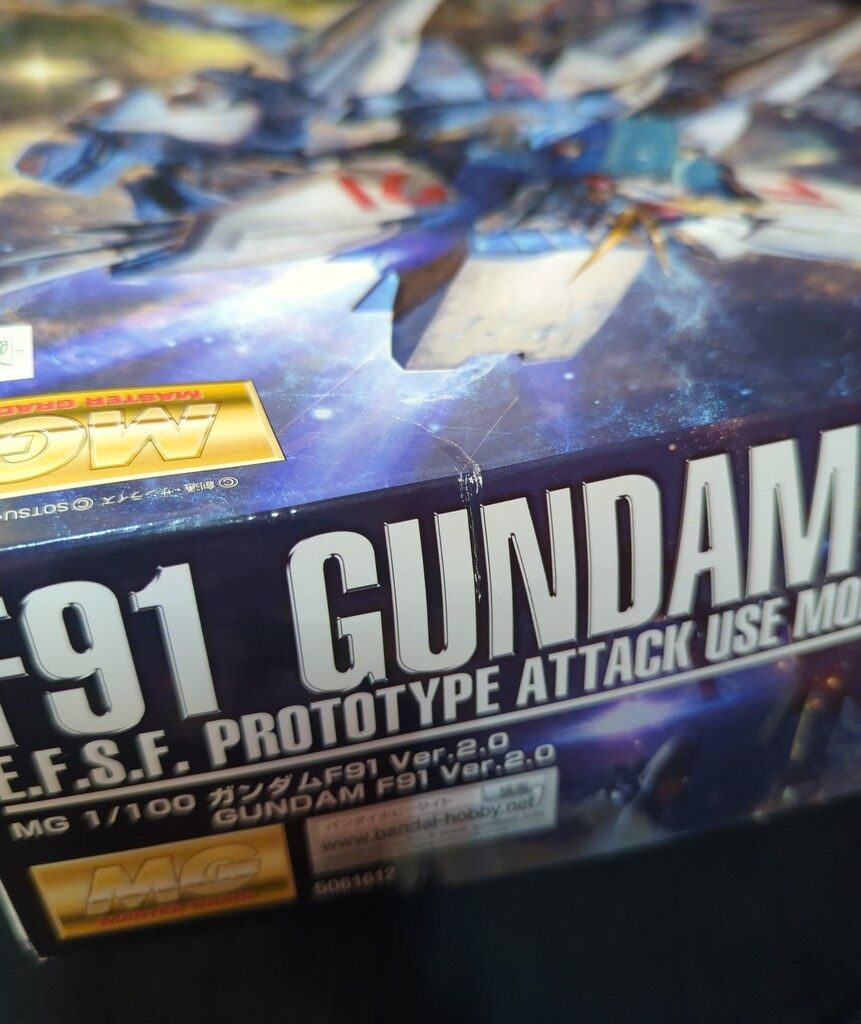 MG
MASTER GRAD
©創通・サンライズ ©SOTSU・
F91 GUNDAM
E.F.S.F. PROTOTYPE ATTACK USE MO
MG 1/100 ガンダムF91 Ver.2.0
GUNDAM F91 Ver.2.0
バンダイホビーサイト
www.bandai-hobby.net/
MG
MASTER GRADE
5061612